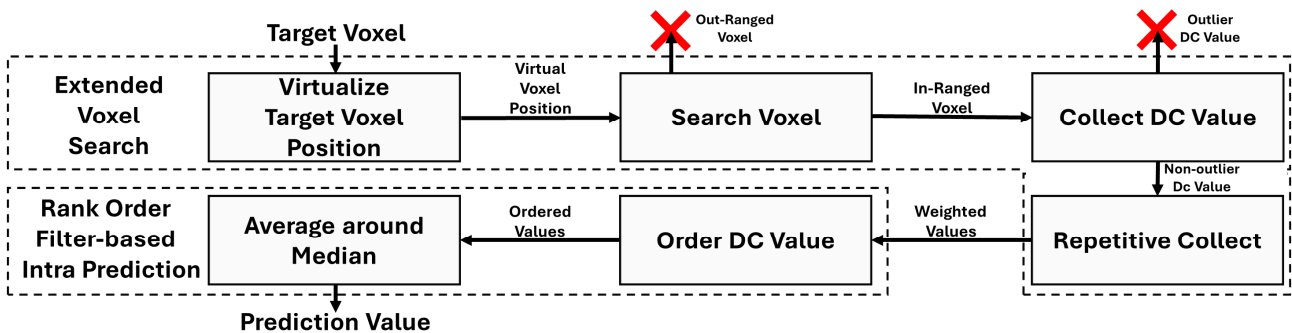 Target Voxel
Out-Ranged
Voxel
Outlier
DC Value
Extended
Voxel
Search
Virtualize
Target Voxel
Position
Virtual
Voxel
Position
Search Voxel
In-Ranged
Voxel
Collect DC Value
Non-outlier
Dc Value
Rank Order
Filter-based
Intra Prediction
Average around
Median
Ordered
Values
Order DC Value
Weighted
Values
Repetitive Collect
Prediction Value